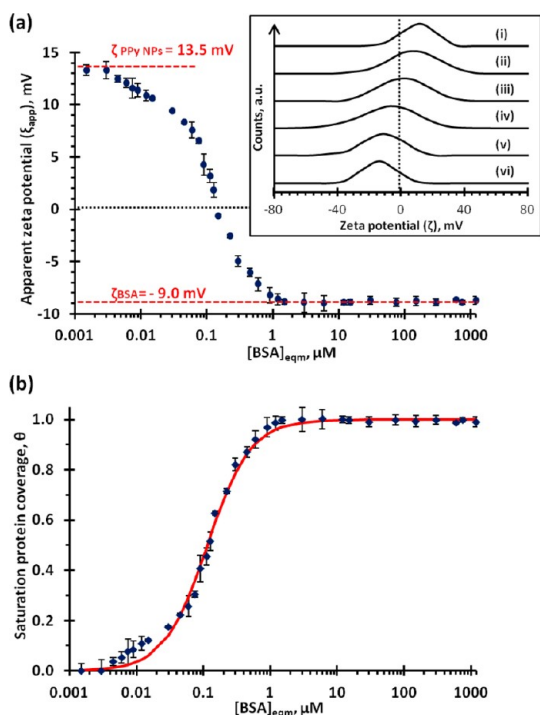 (a)
ζ PPy NPs = 13.5 mV
15
10
5
0
-5
-10
Apparent zeta potential (ξapp), mV
ζBSA = - 9.0 mV
0.001 0.01 0.1 1 10 100 1000
[BSA]eqm, μM
Counts, a.u.
(i)
(ii)
(iii)
(iv)
(v)
(vi)
-80 -40 0 40 80
Zeta potential (ζ), mV
(b)
Saturation protein coverage, θ
1.0
0.8
0.6
0.4
0.2
0.0
0.001 0.01 0.1 1 10 100 1000
[BSA]eqm, μM